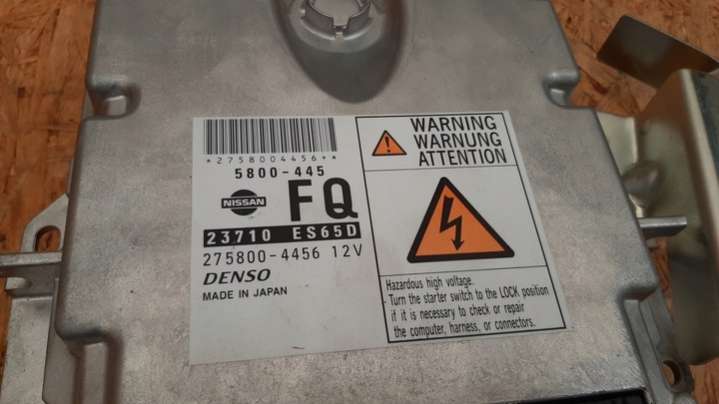 *2758004456*
5800-445
NISSAN
FQ
23710 ES65D
275800-4456 12V
DENSO
MADE IN JAPAN
WARNING
WARNUNG
ATTENTION
Hazardous high voltage.
- Turn the starter switch to the LOCK position
if it is necessary to check or repair
the computer, harness, or connectors.